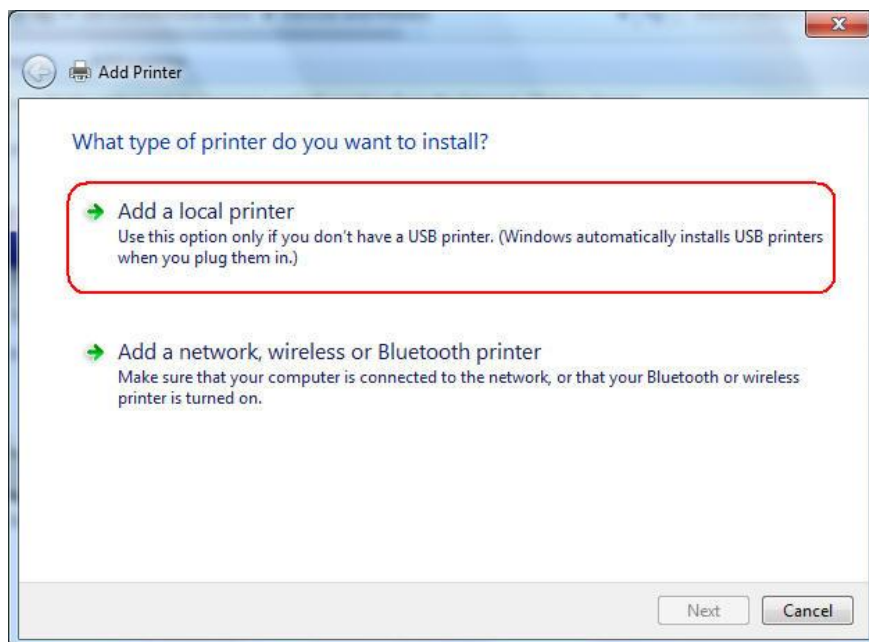 Add Printer
What type of printer do you want to install?
Add a local printer
Use this option only if you don't have a USB printer. (Windows automatically installs USB printers
when you plug them in.)
Add a network, wireless or Bluetooth printer
Make sure that your computer is connected to the network, or that your Bluetooth or wireless
printer is turned on.
Next
Cancel